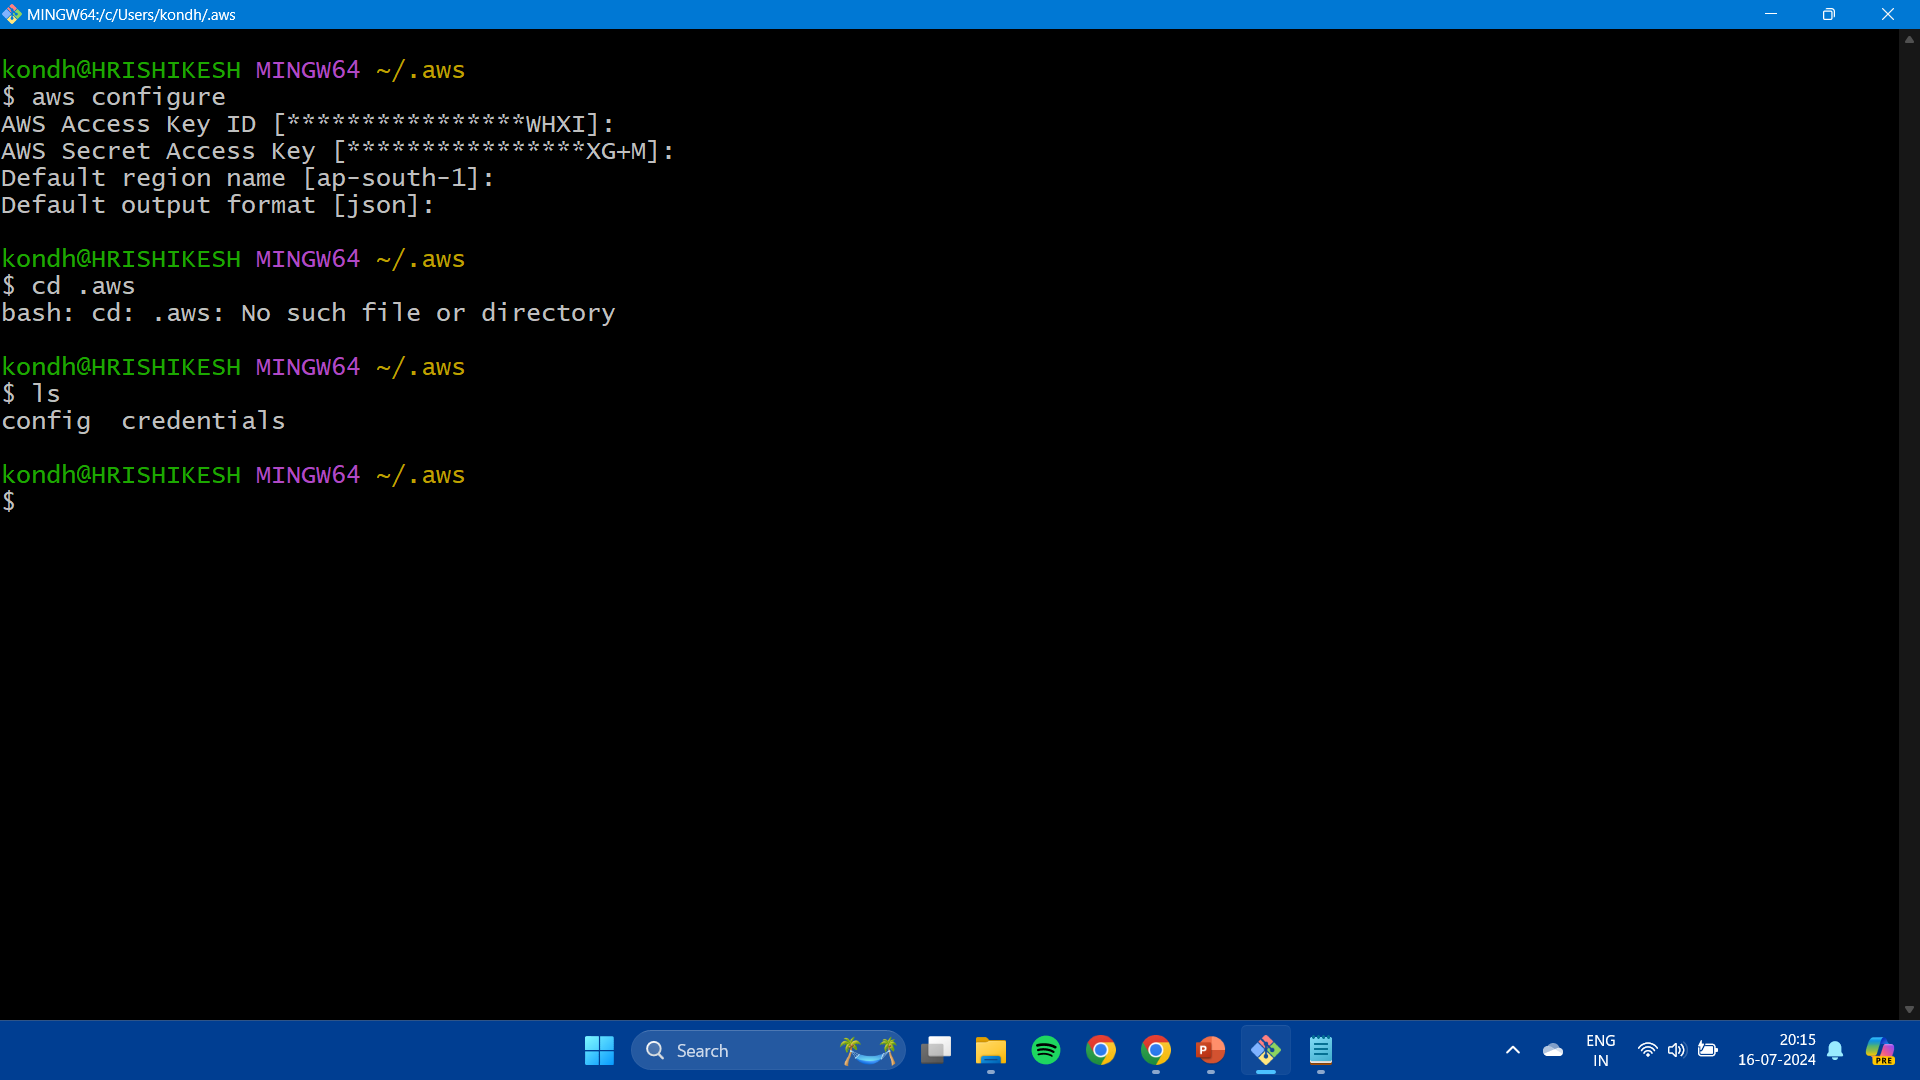 MINGW64:/c/Users/kondh/.aws
kondh@HRISHIKESH MINGW64 ~/.aws
$ aws configure
AWS Access Key ID [****************WHXI]:
AWS Secret Access Key [****************XG+M]:
Default region name [ap-south-1]:
Default output format [json]:
kondh@HRISHIKESH MINGW64 ~/.aws
$ cd .aws
bash: cd: .aws: No such file or directory
kondh@HRISHIKESH MINGW64 ~/.aws
$ ls
config  credentials
kondh@HRISHIKESH MINGW64 ~/.aws
$
Search
P
ENG
IN
20:15
16-07-2024
PRE